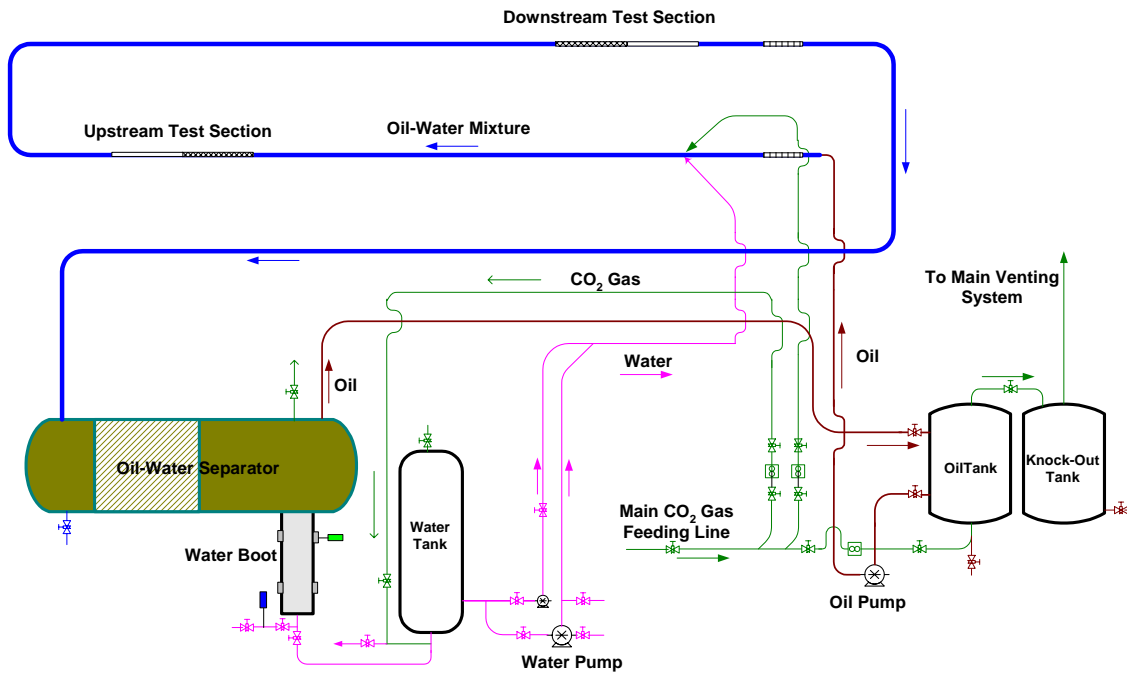 Downstream Test Section
Upstream Test Section
Oil-Water Mixture
CO₂ Gas
To Main Venting
System
Water
Oil
Oil
Oil-Water Separator
OilTank
Knock-Out
Tank
Water
Tank
Main CO₂ Gas
Feeding Line
Water Boot
Oil Pump
Water Pump